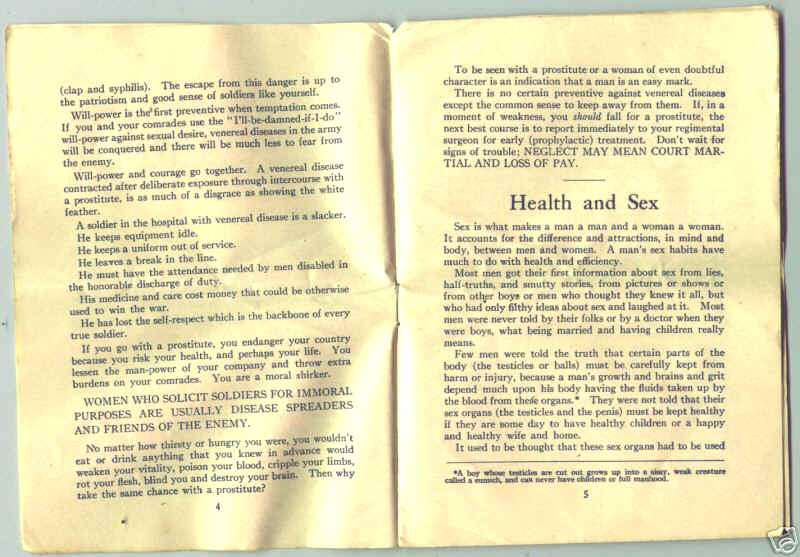 (clap and syphilis). The escape from this danger is up to
the patriotism and good sense of soldiers like yourself.
Will-power is the first preventive when temptation comes.
If you and your comrades use the "I'll-be-damned-if-I-do"
will-power against sexual desire, venereal diseases in the army
will be conquered and there will be much less to fear from
the enemy.
Will-power and courage go together. A venereal disease
contracted after deliberate exposure through intercourse with
a prostitute, is as much of a disgrace as showing the white
feather.
A soldier in the hospital with venereal disease is a slacker.
He keeps equipment idle.
He keeps a uniform out of service.
He leaves a break in the line.
He must have the attendance needed by men disabled in
the honorable discharge of duty.
His medicine and care cost money that could be otherwise
used to win the war.
He has lost the self-respect which is the backbone of every
true soldier.
If you go with a prostitute, you endanger your country
because you risk your health, and perhaps your life. You
lessen the man-power of your company and throw extra
burdens on your comrades. You are a moral shirker.
WOMEN WHO SOLICIT SOLDIERS FOR IMMORAL
PURPOSES ARE USUALLY DISEASE SPREADERS
AND FRIENDS OF THE ENEMY.
No matter how thirsty or hungry you were, you wouldn't
eat or drink anything that you knew in advance would
weaken your vitality, poison your blood, cripple your limbs,
rot your flesh, blind you and destroy your brain. Then why
take the same chance with a prostitute?
4
To be seen with a prostitute or a woman of even doubtful
character is an indication that a man is an easy mark.
There is no certain preventive against venereal diseases
except the common sense to keep away from them. If, in a
moment of weakness, you should fall for a prostitute, the
next best course is to report immediately to your regimental
surgeon for early (prophylactic) treatment. Don't wait for
signs of trouble; NEGLECT MAY MEAN COURT MAR-
TIAL AND LOSS OF PAY.
Health and Sex
Sex is what makes a man a man and a woman a woman.
It accounts for the difference and attractions, in mind and
body, between men and women. A man's sex habits have
much to do with health and efficiency.
Most men got their first information about sex from lies,
half-truths, and smutty stories, from pictures or shows or
from other boys or men who thought they knew it all, but
who had only filthy ideas about sex and laughed at it. Most
men were never told by their folks or by a doctor when they
were boys, what being married and having children really
means.
Few men were told the truth that certain parts of the
body (the testicles or balls) must be carefully kept from
harm or injury, because a man's growth and brains and grit
depend much upon his body having the fluids taken up by
the blood from these organs.* They were not told that their
sex organs (the testicles and the penis) must be kept healthy
if they are some day to have healthy children or a happy
and healthy wife and home.
It used to be thought that these sex organs had to be used
*A boy whose testicles are cut out grows up into a sissy, weak creature
called a eunuch, and can never have children or full manhood.
5